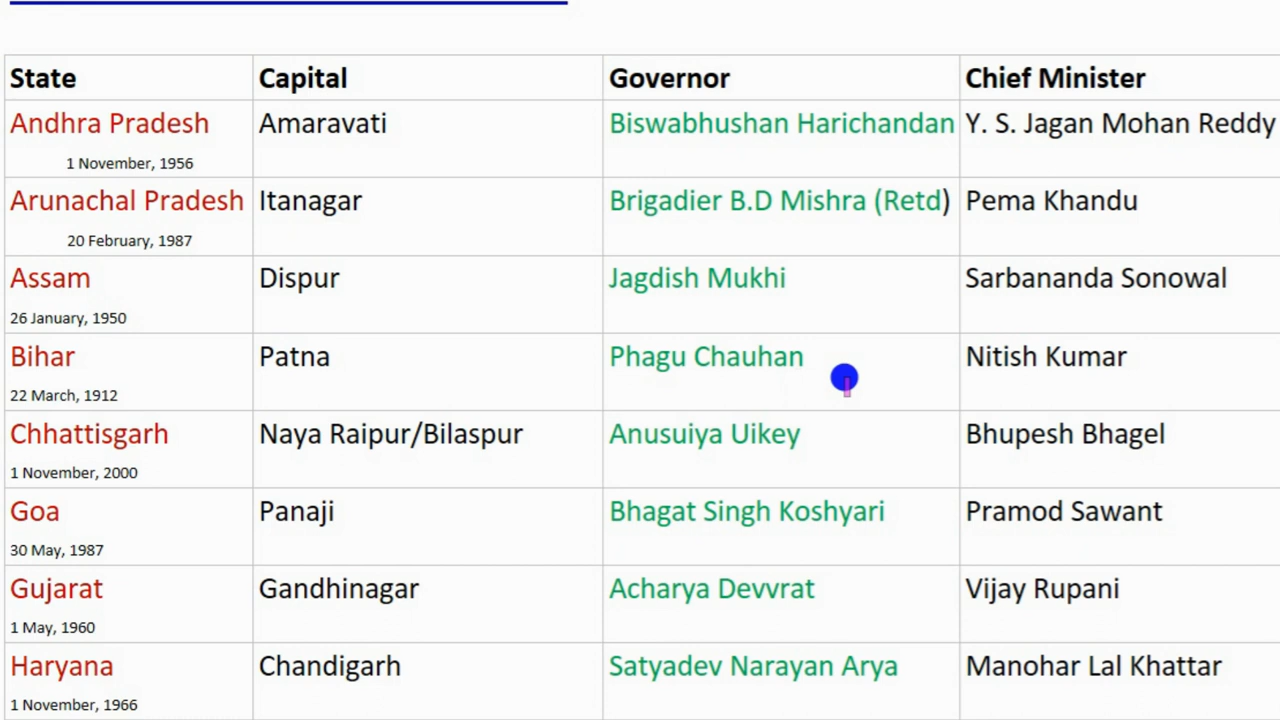 State Capital Governor Chief Minister
Andhra Pradesh Amaravati Biswabhushan Harichandan Y. S. Jagan Mohan Reddy
1 November, 1956
Arunachal Pradesh Itanagar Brigadier B.D Mishra (Retd) Pema Khandu
20 February, 1987
Assam Dispur Jagdish Mukhi Sarbananda Sonowal
26 January, 1950
Bihar Patna Phagu Chauhan Nitish Kumar
22 March, 1912
Chhattisgarh Naya Raipur/Bilaspur Anusuiya Uikey Bhupesh Bhagel
1 November, 2000
Goa Panaji Bhagat Singh Koshyari Pramod Sawant
30 May, 1987
Gujarat Gandhinagar Acharya Devvrat Vijay Rupani
1 May, 1960
Haryana Chandigarh Satyadev Narayan Arya Manohar Lal Khattar
1 November, 1966